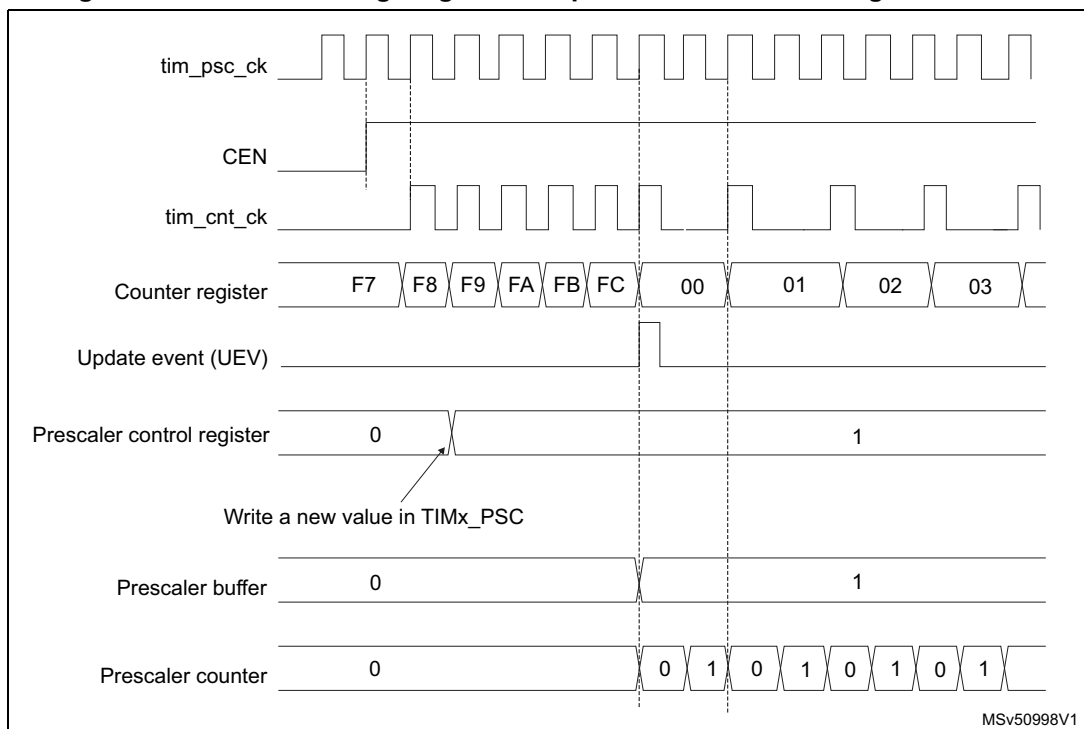 tim_psc_ck
CEN
tim_cnt_ck
Counter register F7 F8 F9 FA FB FC 00 01 02 03
Update event (UEV)
Prescaler control register 0 1
Write a new value in TIMx_PSC
Prescaler buffer 0 1
Prescaler counter 0 0 1 0 1 0 1 0 1
MSv50998V1